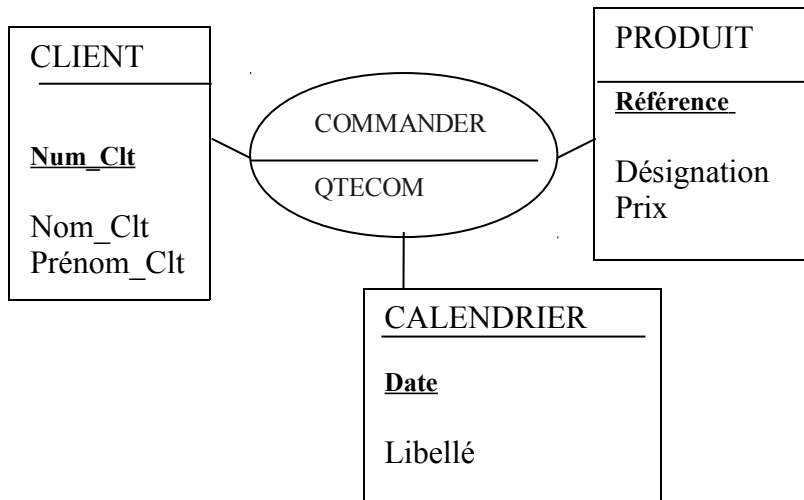 CLIENT
Num_Clt
Nom_Clt
Prénom_Clt
COMMANDER
QTECOM
PRODUIT
Référence
Désignation
Prix
CALENDRIER
Date
Libellé